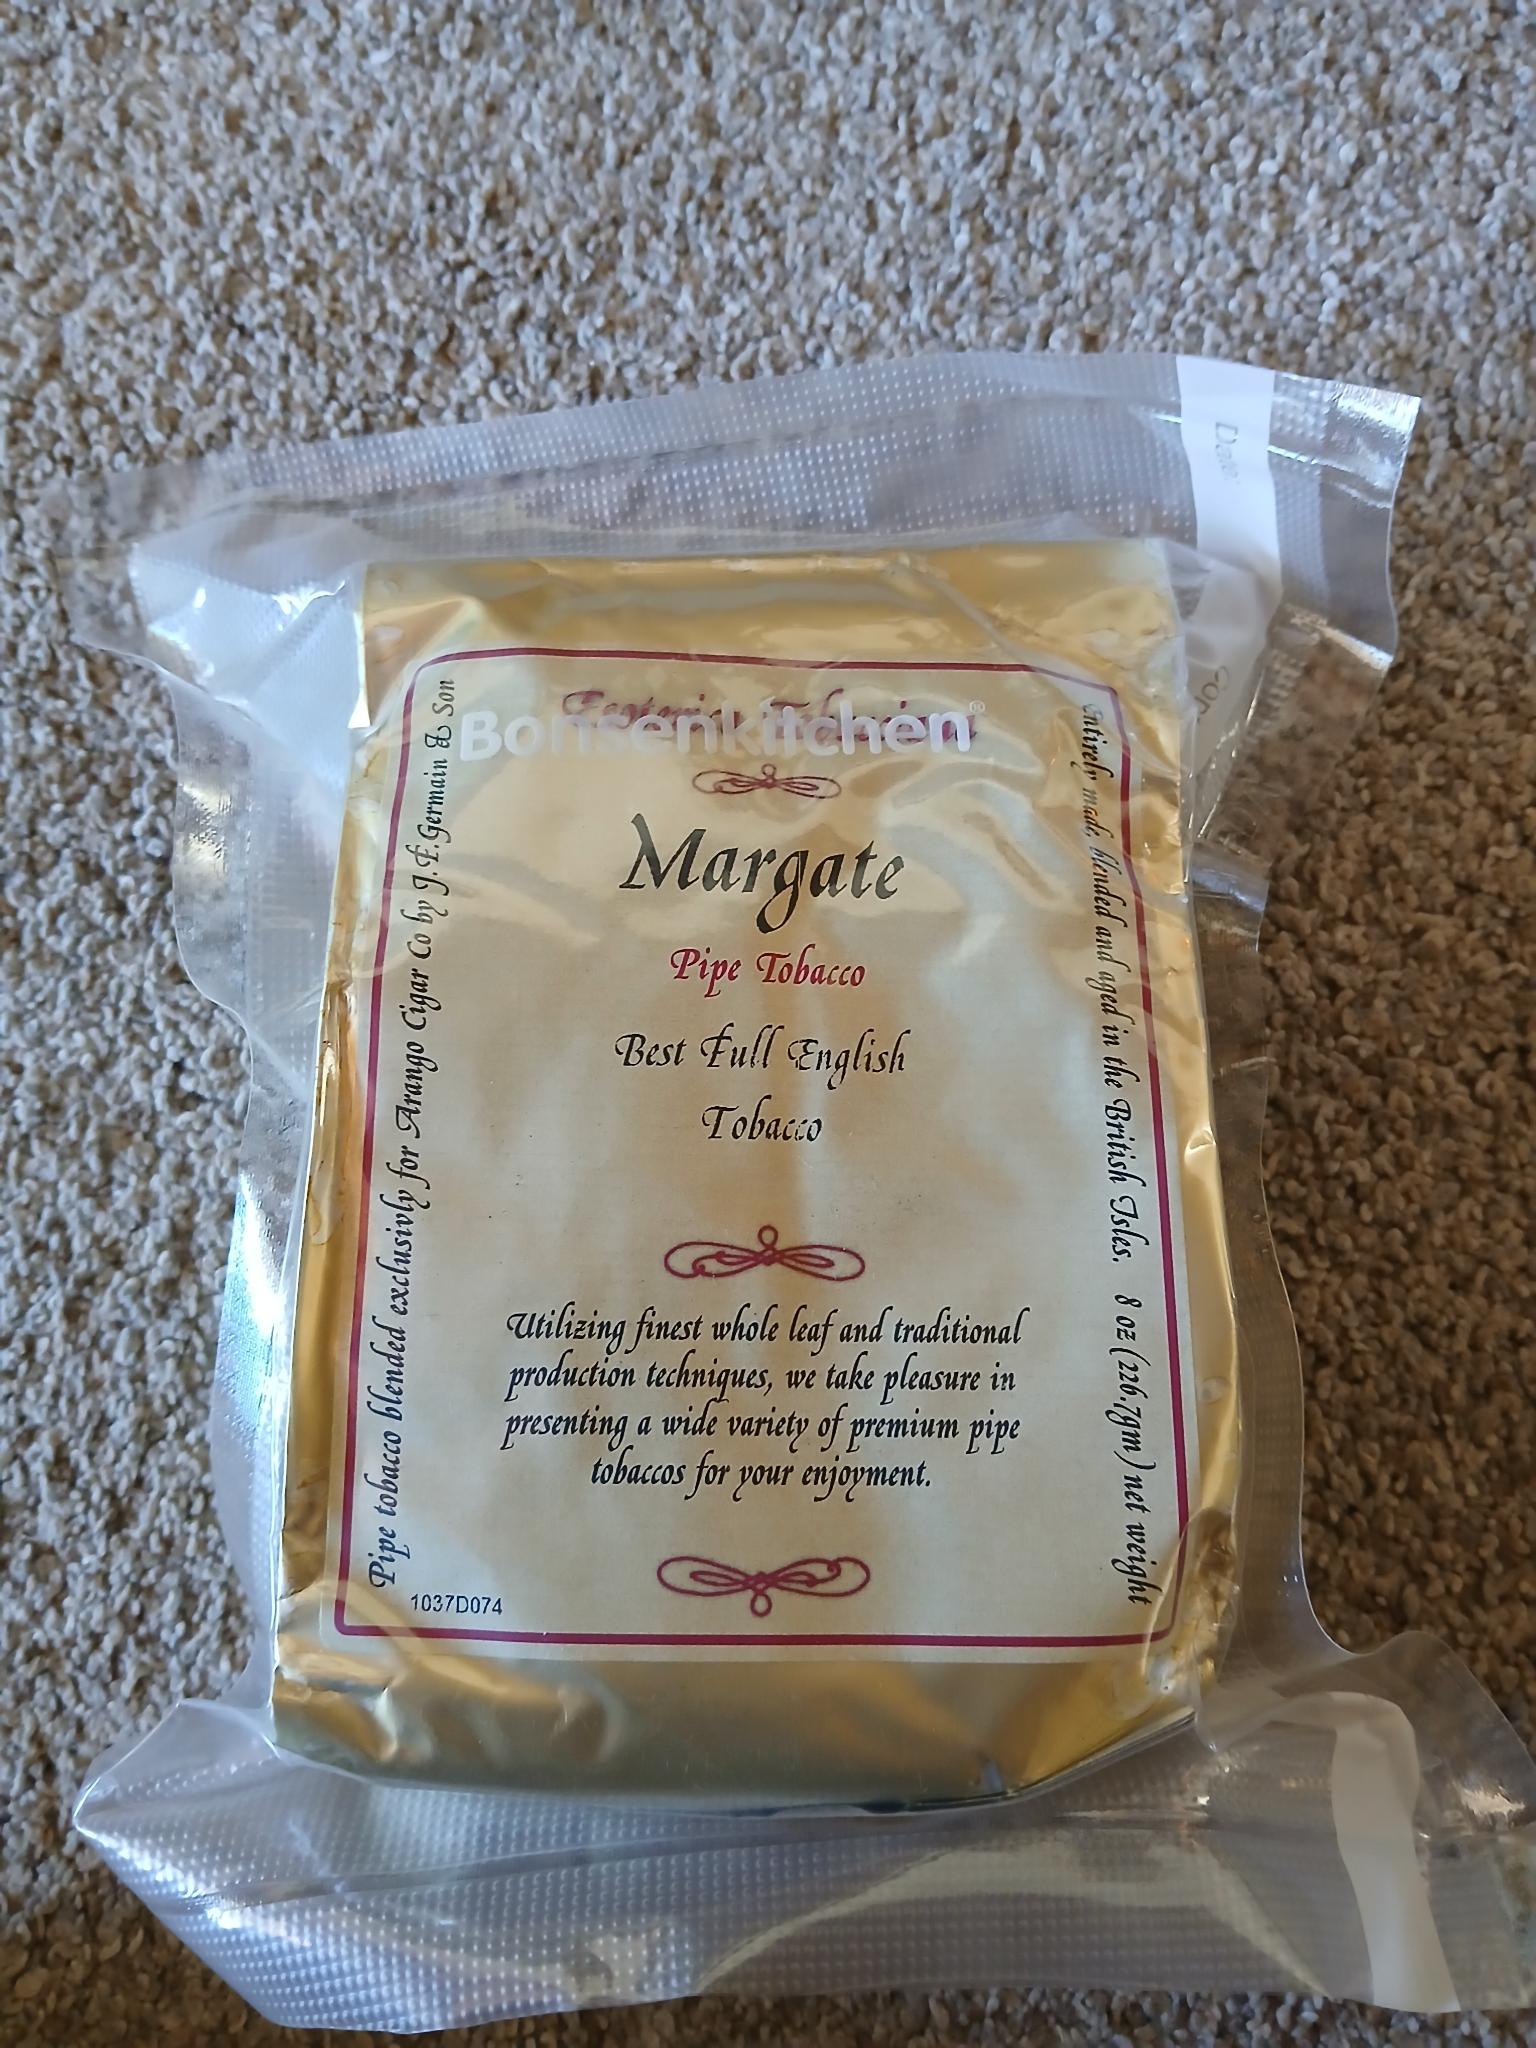 Bonsenkitchen®
Esoterica Tobacciana
Margate
Pipe Tobacco
Best Full English
Tobacco
Utilizing finest whole leaf and traditional
production techniques, we take pleasure in
presenting a wide variety of premium pipe
tobaccos for your enjoyment.
1037D074
Pipe tobacco blended exclusivly for Arango Cigar Co by J.E.Germain & Son
Entirely made, blended and aged in the British Isles. 8 oz (226.7gm) net weight
Date: